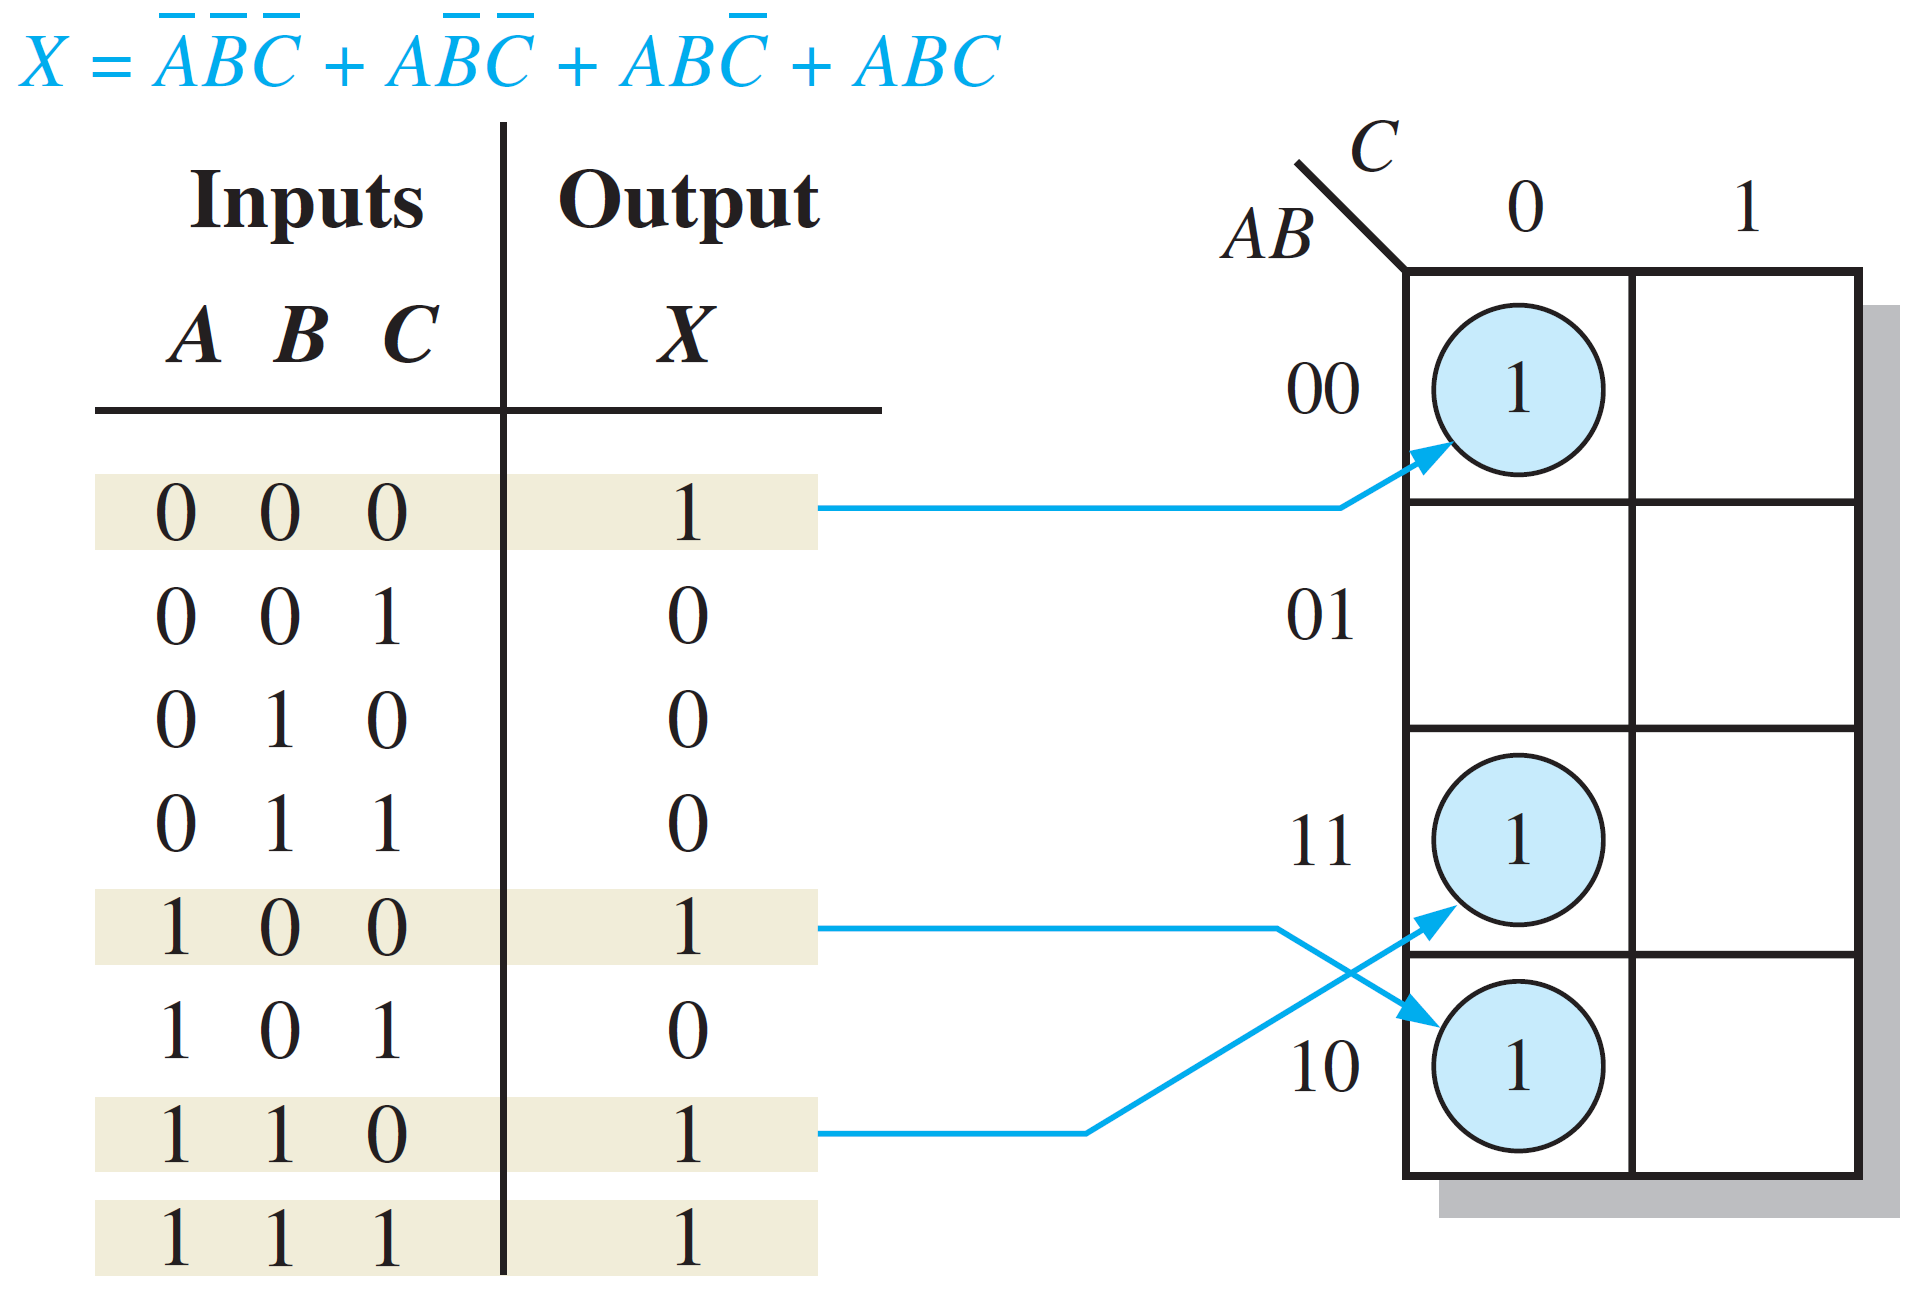 X = A̅B̅C̅ + AB̅C̅ + ABC̅ + ABC
Inputs Output
A B C X
0 0 0 1
0 0 1 0
0 1 0 0
0 1 1 0
1 0 0 1
1 0 1 0
1 1 0 1
1 1 1 1
C
AB
0 1
00 1
01
11 1
10 1